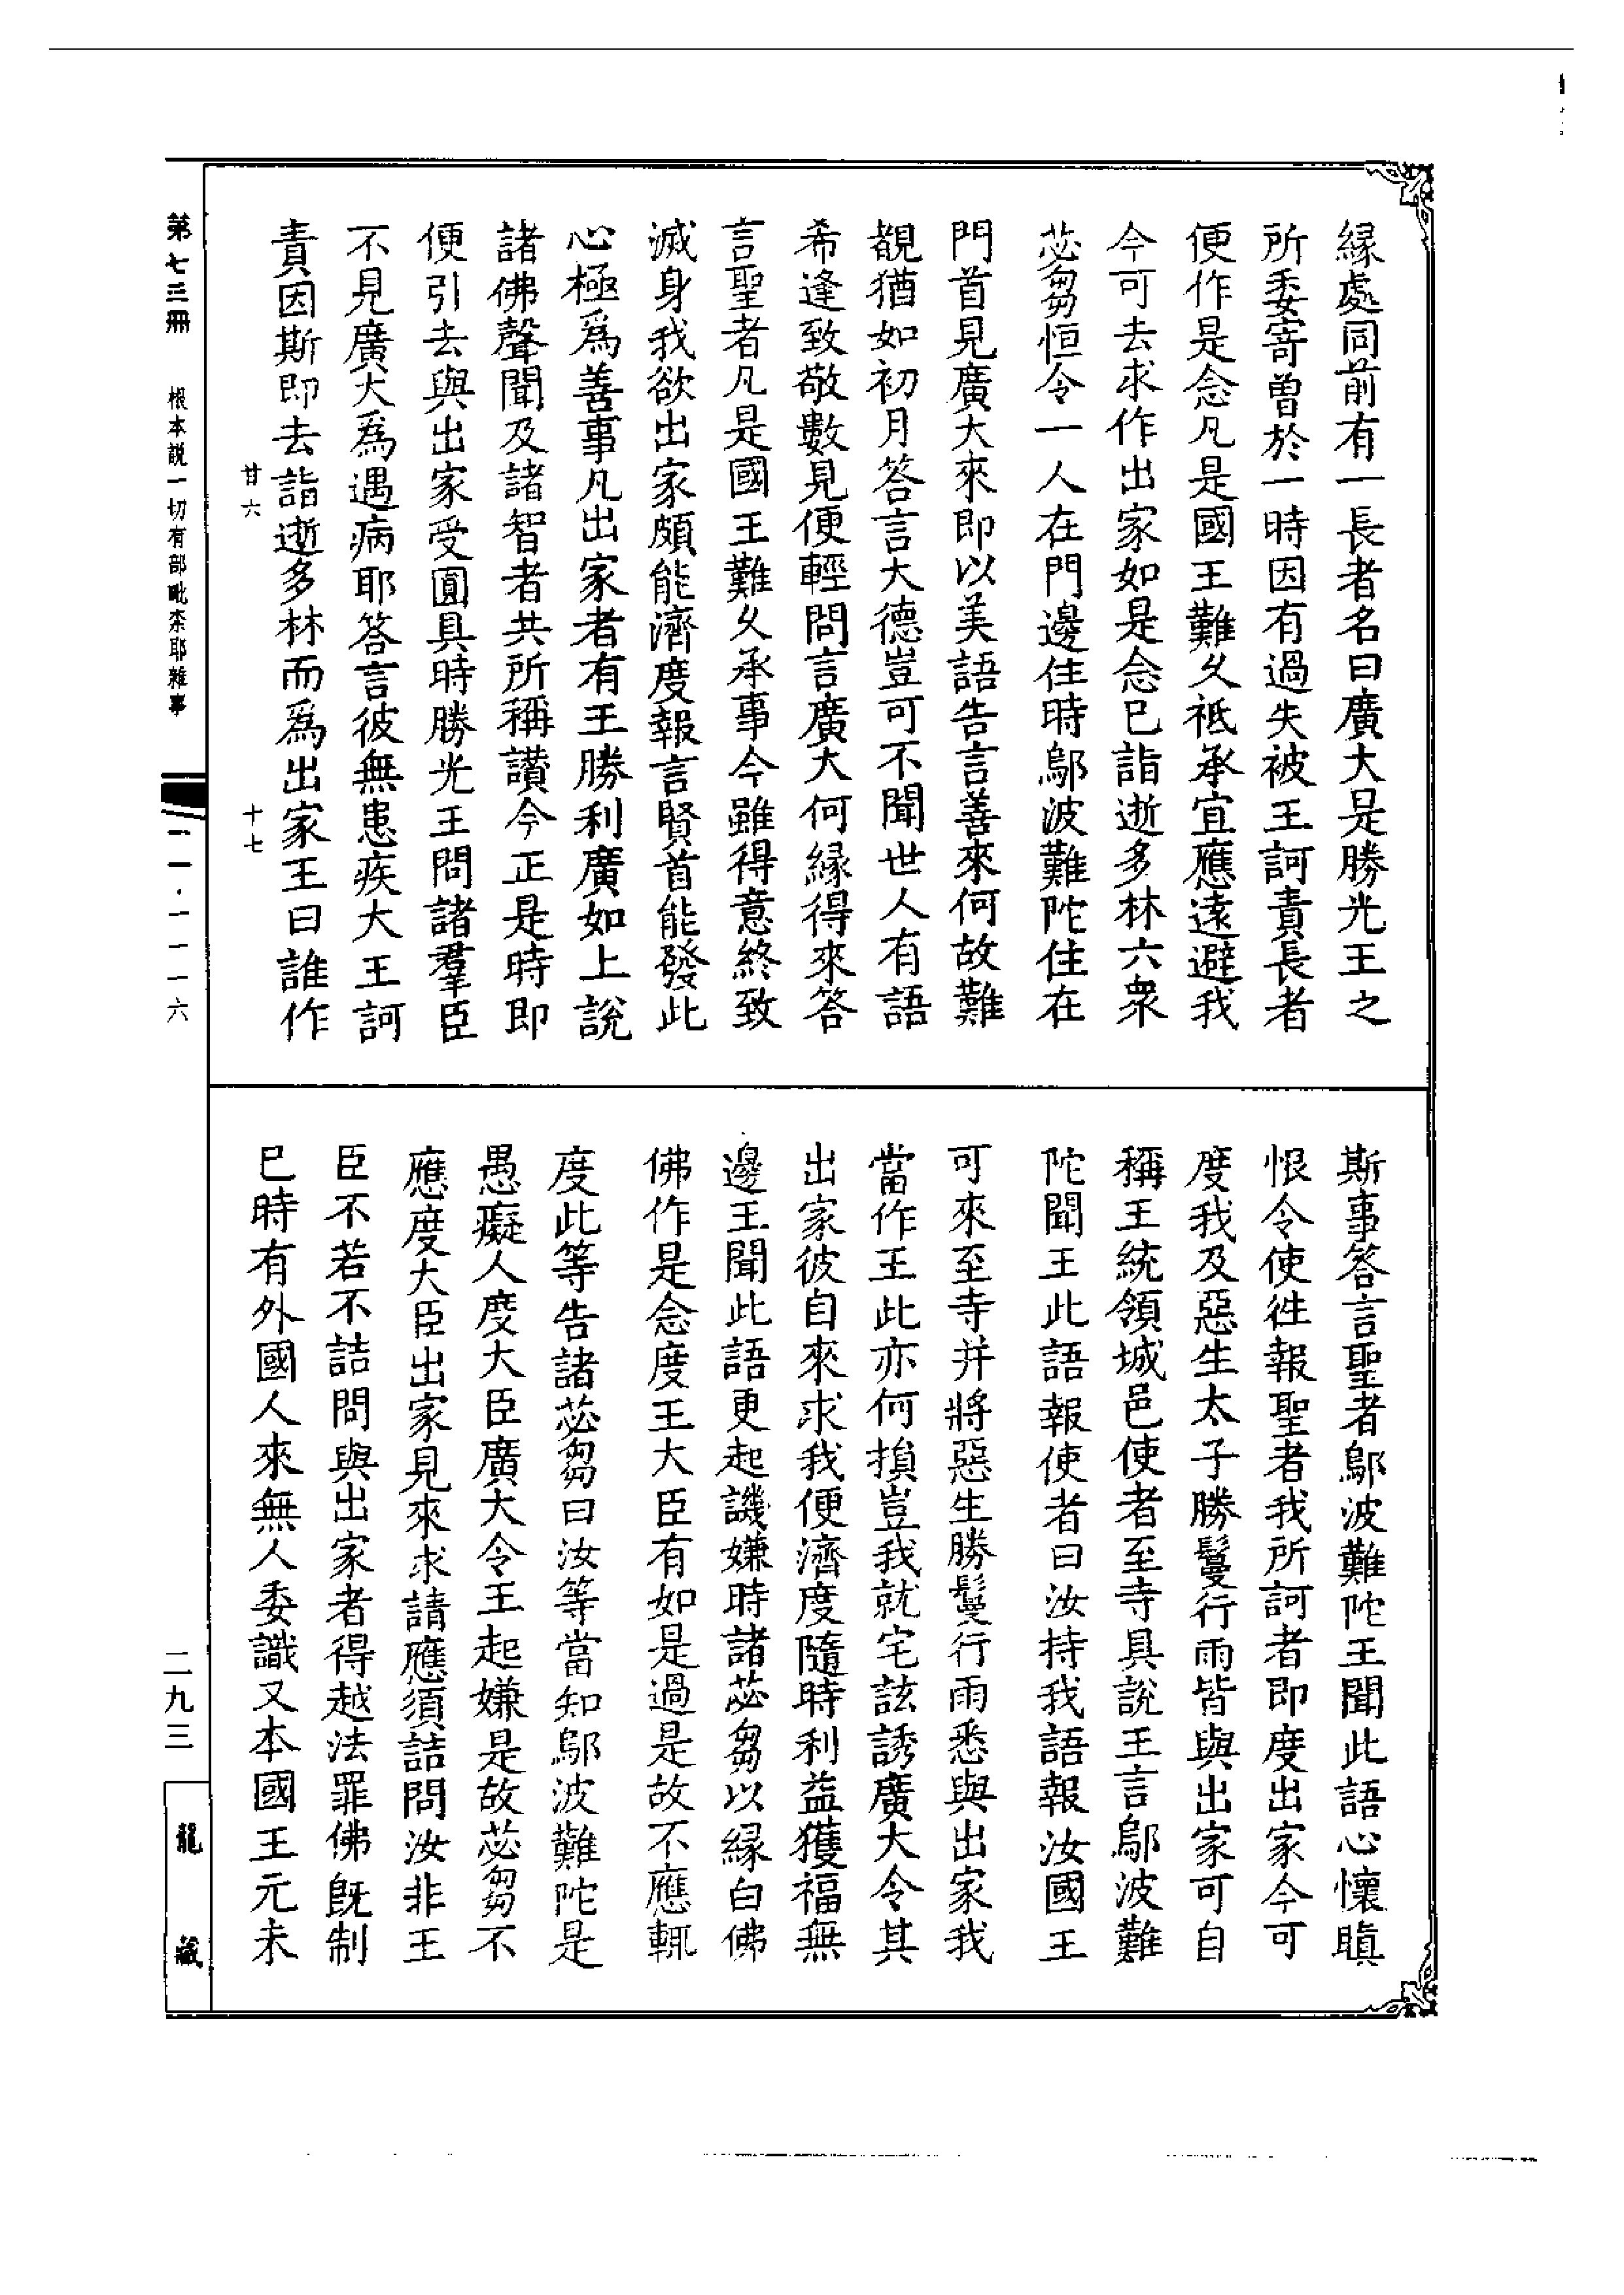 緣處同前有一長者名曰廣大是勝光王之
所委寄曾於一時因有過失被王訶責長者
便作是念凡是國王難久祗承宜應遠避我
今可去求作出家如是念已詣逝多林六衆
苾芻恒令一人在門邊住時鄔波難陀住在
門首見廣大來即以美語告言善來何故難
覩猶如初月答言大德豈可不聞世人有語
希逢致敬數見便輕問言廣大何緣得來答
言聖者凡是國王難久承事今雖得意終致
滅身我欲出家頗能濟度報言賢首能發此
心極爲善事凡出家者有王勝利廣如上說
諸佛聲聞及諸智者共所稱讚今正是時即
便引去與出家受圓具時勝光王問諸羣臣
不見廣大爲遇病耶答言彼無患疾大王訶
責因斯即去詣逝多林而爲出家王曰誰作
甘六
十七
斯事答言聖者鄔波難陀王聞此語心懷瞋
恨令使徃報聖者我所訶者即度出家今可
度我及惡生太子勝鬘行雨皆與出家可自
稱王統領城邑使者至寺具說王言鄔波難
陀聞王此語報使者曰汝持我語報汝國王
可來至寺并將惡生勝鬘行雨悉與出家我
當作王此亦何損豈我就宅詃誘廣大令其
出家彼自來求我便濟度隨時利益獲福無
邊王聞此語更起譏嫌時諸苾芻以緣白佛
佛作是念度王大臣有如是過是故不應輒
度此等告諸苾芻曰汝等當知鄔波難陀是
愚癡人度大臣廣大令王起嫌是故苾芻不
應度大臣出家見來求請應須詰問汝非王
臣不若不詰問與出家者得越法罪佛旣制
已時有外國人來無人委識又本國王元未
第七三冊
根本說一切有部毗柰耶雜事
一一·一一一六
二九三
龍藏